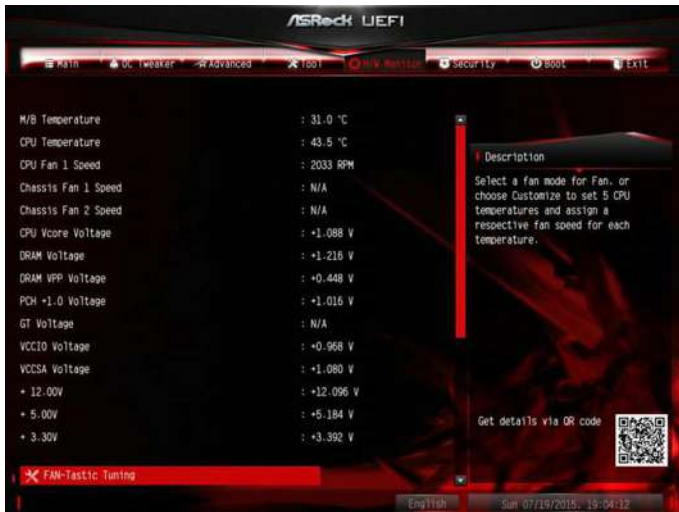 ASRock UEFI
Main OC Tweaker Advanced Tool H/W Monitor Security Boot Exit
M/B Temperature : 31.0 °C
CPU Temperature : 43.5 °C
CPU Fan 1 Speed : 2033 RPM
Chassis Fan 1 Speed : N/A
Chassis Fan 2 Speed : N/A
CPU Vcore Voltage : +1.088 V
DRAM Voltage : +1.216 V
DRAM VPP Voltage : +0.448 V
PCH +1.0 Voltage : +1.016 V
GT Voltage : N/A
VCCIO Voltage : +0.968 V
VCCSA Voltage : +1.080 V
+ 12.00V : +12.096 V
+ 5.00V : +5.184 V
+ 3.30V : +3.392 V
FAN-Tastic Tuning
Description
Select a fan mode for Fan, or
choose Customize to set 5 CPU
temperatures and assign a
respective fan speed for each
temperature.
Get details via QR code
English
Sun 07/19/2015, 19:04:12